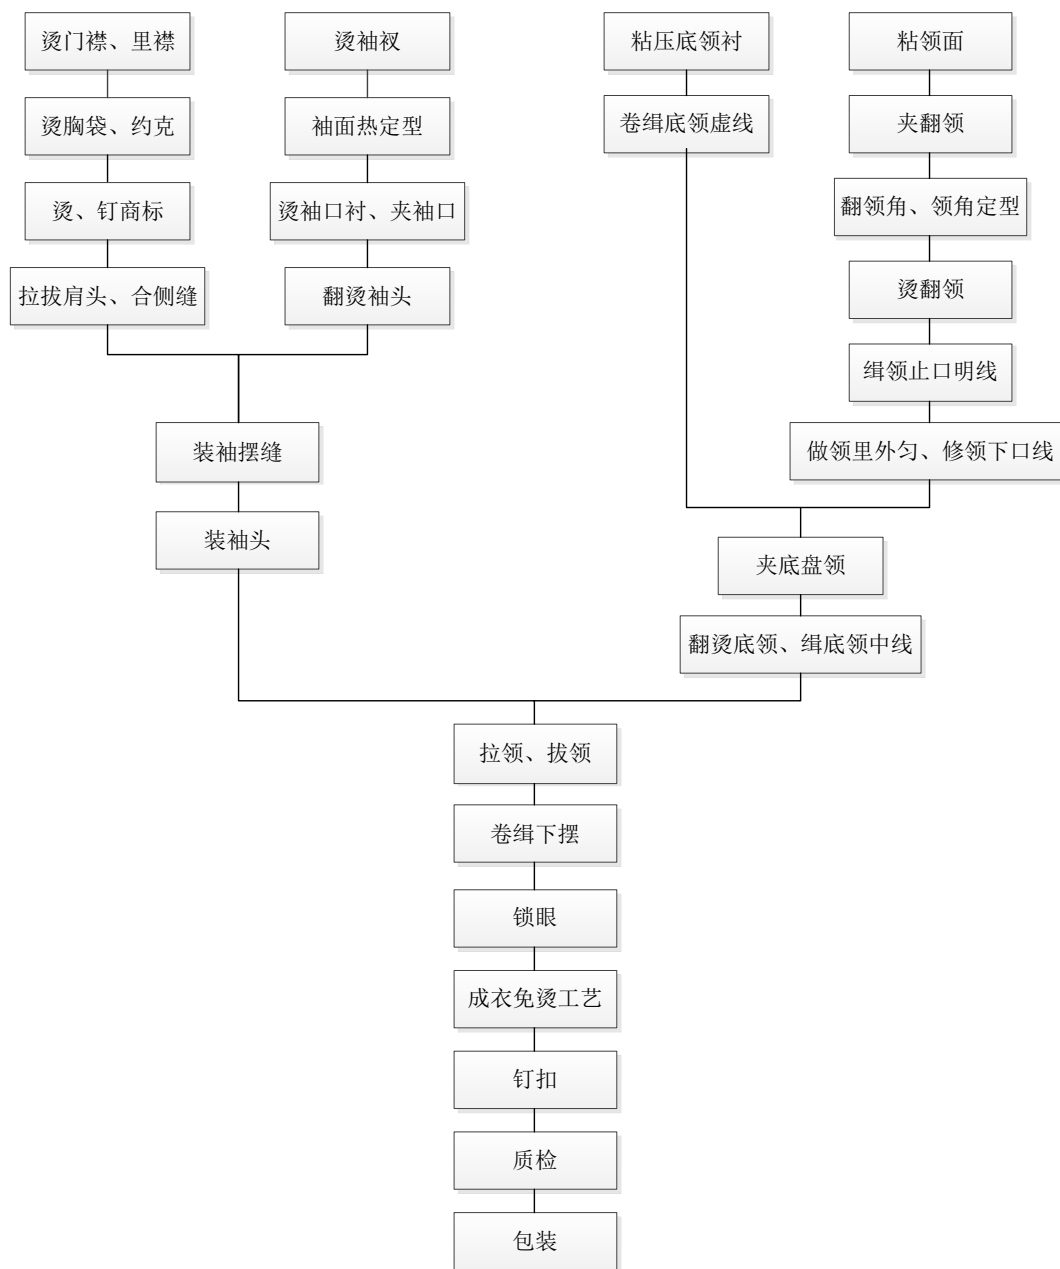 烫门襟、里襟
烫袖衩
粘压底领衬
粘领面
烫胸袋、约克
袖面热定型
卷缉底领虚线
夹翻领
烫、钉商标
烫袖口衬、夹袖口
翻领角、领角定型
拉拔肩头、合侧缝
翻烫袖头
烫翻领
缉领止口明线
装袖摆缝
做领里外匀、修领下口线
装袖头
夹底盘领
翻烫底领、缉底领中线
拉领、拔领
卷缉下摆
锁眼
成衣免烫工艺
钉扣
质检
包装